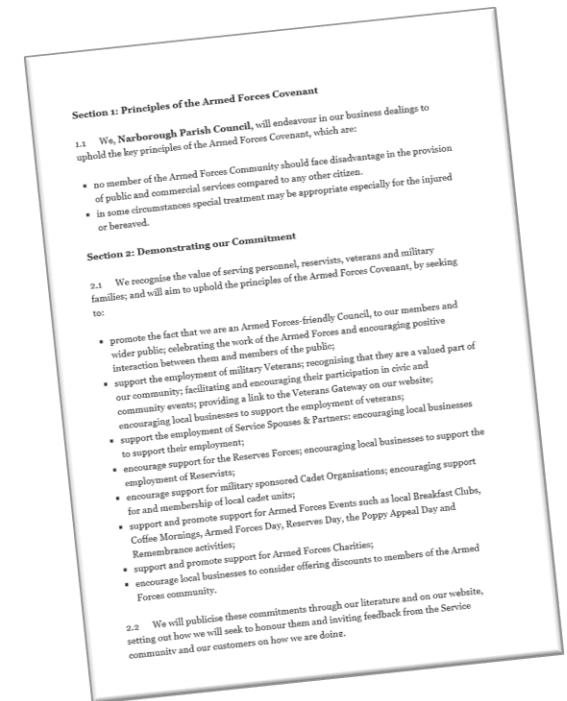 Section 1: Principles of the Armed Forces Covenant
1.1 We, Narborough Parish Council, will endeavour in our business dealings to
uphold the key principles of the Armed Forces Covenant, which are:
• no member of the Armed Forces Community should face disadvantage in the provision
of public and commercial services compared to any other citizen.
• in some circumstances special treatment may be appropriate especially for the injured
or bereaved.
Section 2: Demonstrating our Commitment
2.1 We recognise the value of serving personnel, reservists, veterans and military
families; and will aim to uphold the principles of the Armed Forces Covenant, by seeking
to:
• promote the fact that we are an Armed Forces-friendly Council, to our members and
wider public; celebrating the work of the Armed Forces and encouraging positive
interaction between them and members of the public;
• support the employment of military Veterans; recognising that they are a valued part of
our community; facilitating and encouraging their participation in civic and
community events; providing a link to the Veterans Gateway on our website;
encouraging local businesses to support the employment of veterans;
• support the employment of Service Spouses & Partners: encouraging local businesses
to support their employment;
• encourage support for the Reserves Forces; encouraging local businesses to support the
employment of Reservists;
• encourage support for military sponsored Cadet Organisations; encouraging support
for and membership of local cadet units;
• support and promote support for Armed Forces Events such as local Breakfast Clubs,
Coffee Mornings, Armed Forces Day, Reserves Day, the Poppy Appeal Day and
Remembrance activities;
• support and promote support for Armed Forces Charities;
• encourage local businesses to consider offering discounts to members of the Armed
Forces community.
2.2 We will publicise these commitments through our literature and on our website,
setting out how we will seek to honour them and inviting feedback from the Service
community and our customers on how we are doing.